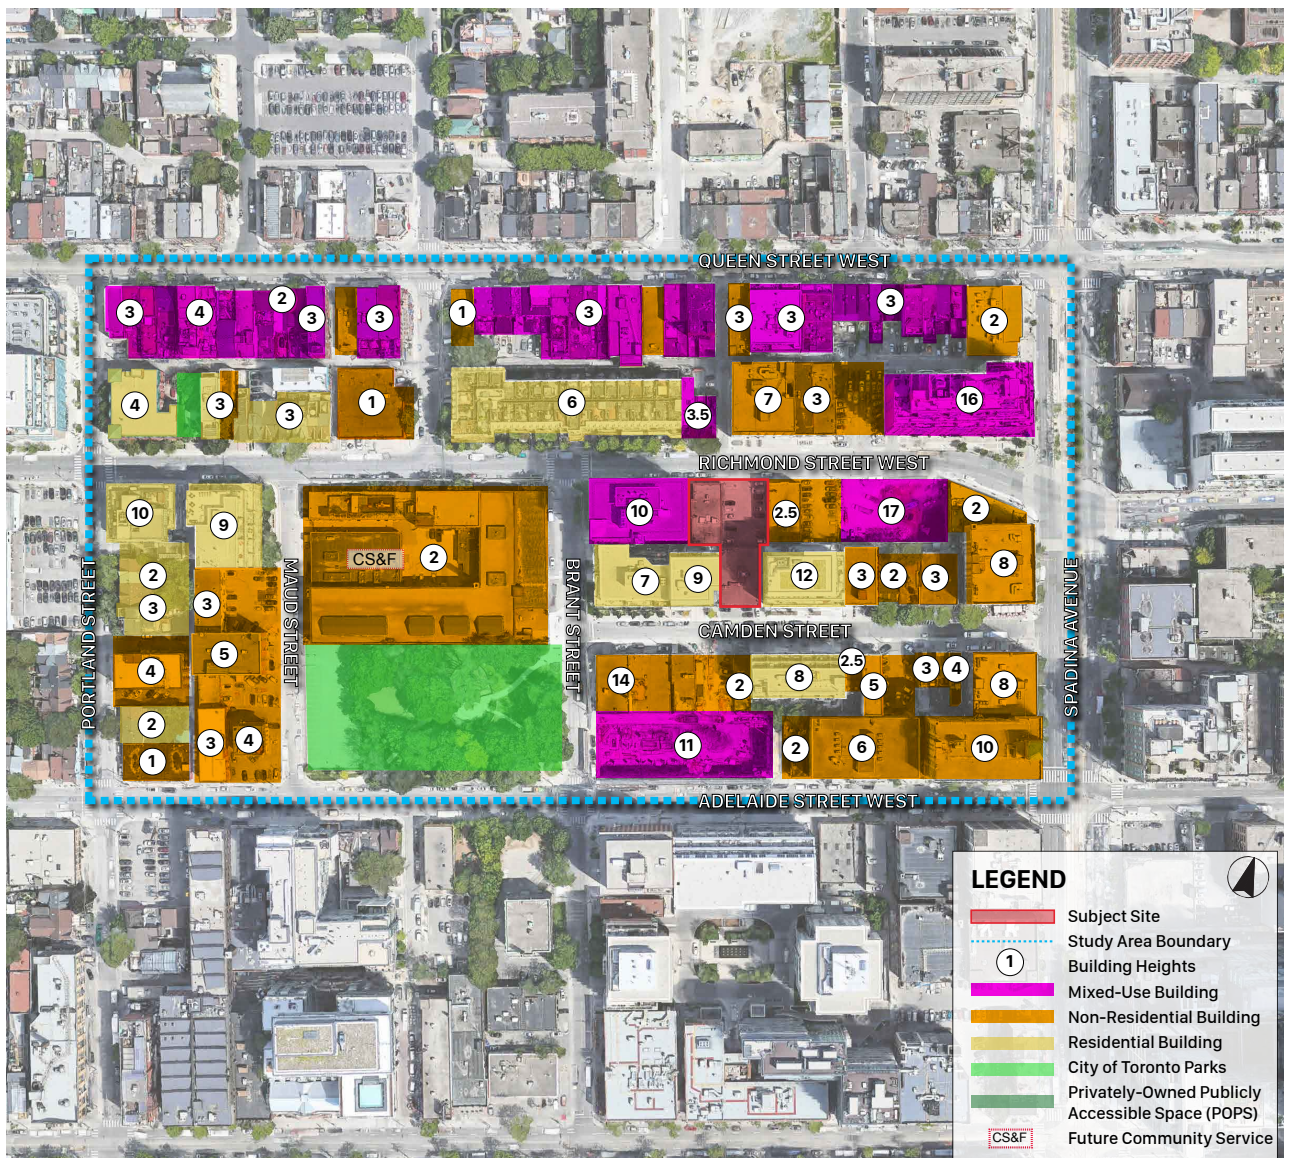 QUEEN STREET WEST
3 4 2 3 3 1 3 3 3 3 2
4 3 3 1 6 3.5 7 3 16
RICHMOND STREET WEST
10 9 CS&F 2 10 2.5 17 2
2 3 3 7 9 12 3 2 3 8
PORTLAND STREET
MAUD STREET
BRANT STREET
CAMDEN STREET
SPADINA AVENUE
5 4 14 2 8 2.5 5 3 4 8
2 1 3 4 11 2 6 10
ADELAIDE STREET WEST
LEGEND
Subject Site
Study Area Boundary
1 Building Heights
Mixed-Use Building
Non-Residential Building
Residential Building
City of Toronto Parks
Privately-Owned Publicly
Accessible Space (POPS)
CS&F Future Community Service